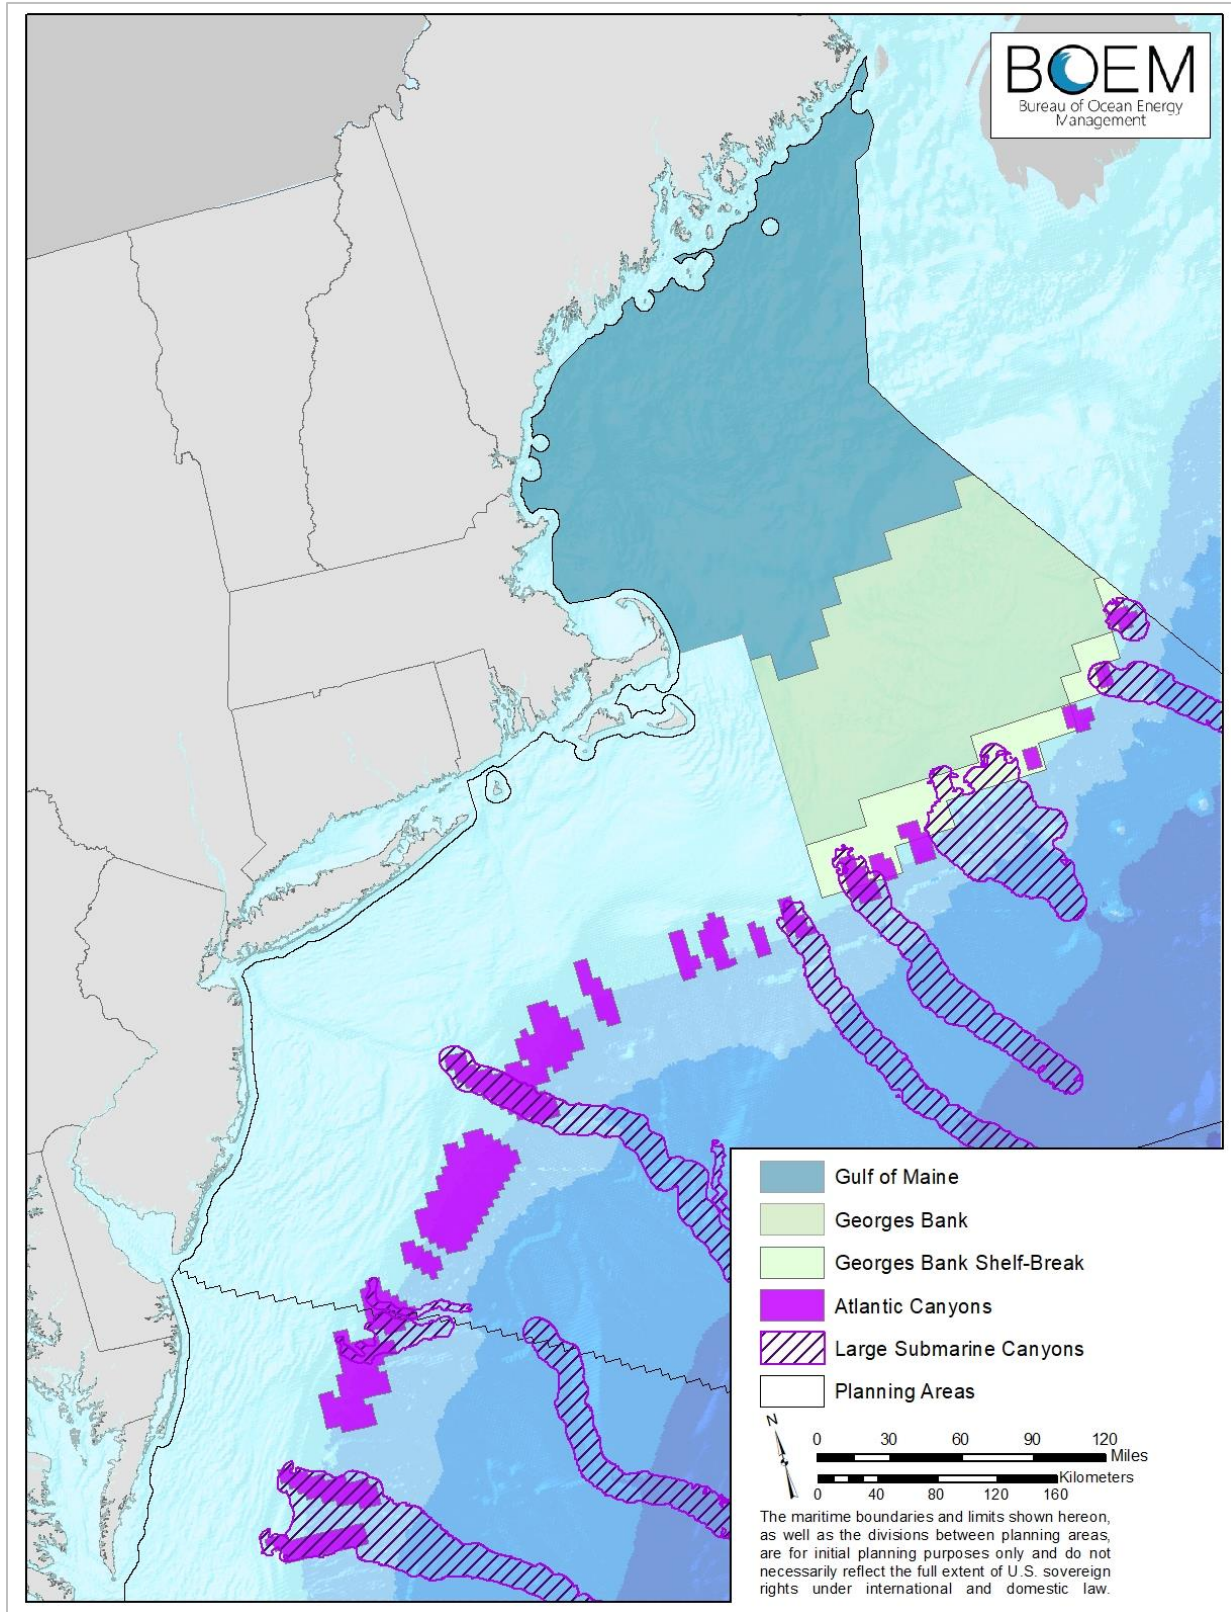 BOEM
Bureau of Ocean Energy
Management
Gulf of Maine
Georges Bank
Georges Bank Shelf-Break
Atlantic Canyons
Large Submarine Canyons
Planning Areas
N
0 30 60 90 120
Miles
Kilometers
0 40 80 120 160
The maritime boundaries and limits shown hereon,
as well as the divisions between planning areas,
are for initial planning purposes only and do not
necessarily reflect the full extent of U.S. sovereign
rights under international and domestic law.